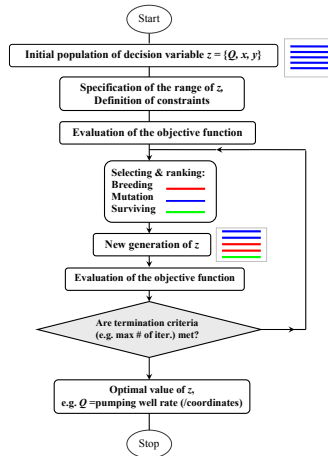 Start
Initial population of decision variable z = {Q, x, y}
Specification of the range of z,
Definition of constraints
Evaluation of the objective function
Selecting & ranking:
Breeding
Mutation
Surviving
New generation of z
Evaluation of the objective function
Are termination criteria
(e.g. max # of iter.) met?
Optimal value of z,
e.g. Q =pumping well rate (/coordinates)
Stop